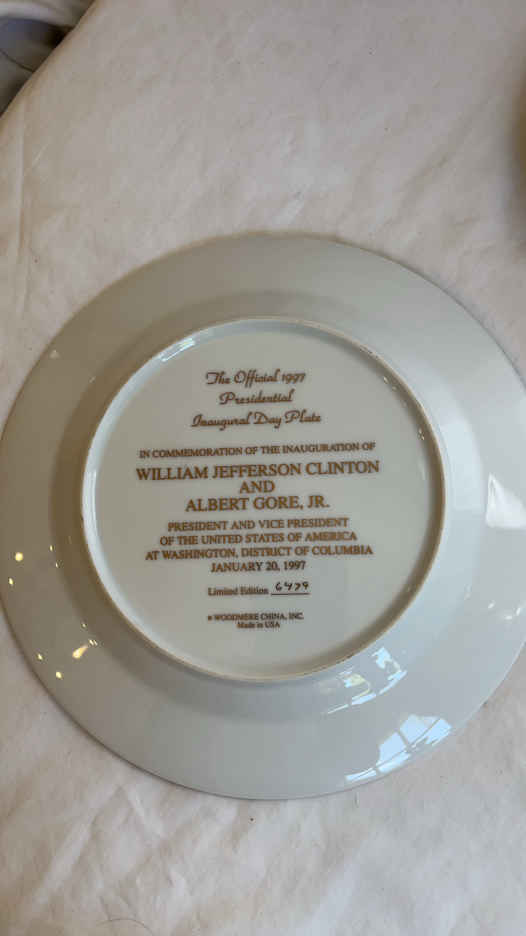 The Official 1997
Presidential
Inaugural Day Plate
IN COMMEMORATION OF THE INAUGURATION OF
WILLIAM JEFFERSON CLINTON
AND
ALBERT GORE, JR.
PRESIDENT AND VICE PRESIDENT
OF THE UNITED STATES OF AMERICA
AT WASHINGTON, DISTRICT OF COLUMBIA
JANUARY 20, 1997
Limited Edition 6479
® WOODMERE CHINA, INC.
Made in USA